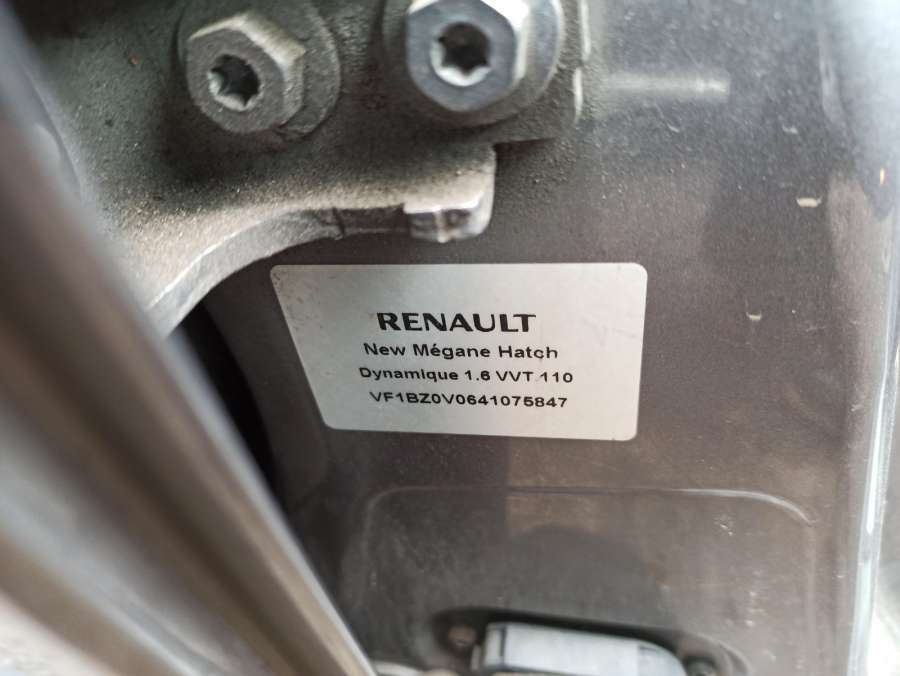 RENAULT
New Mégane Hatch
Dynamique 1.6 VVT 110
VF1BZ0V0641075847